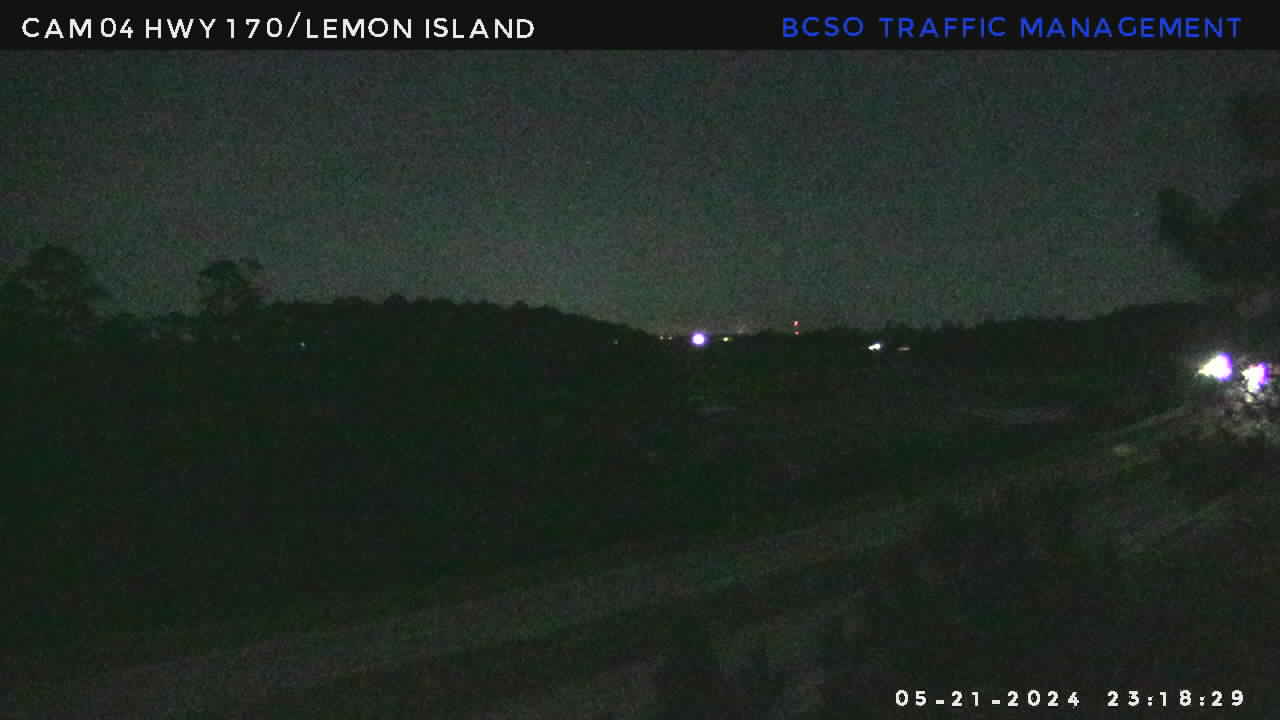 CAM04 HWY 170/LEMON ISLAND
BCSO TRAFFIC MANAGEMENT
05-21-2024 23:18:29